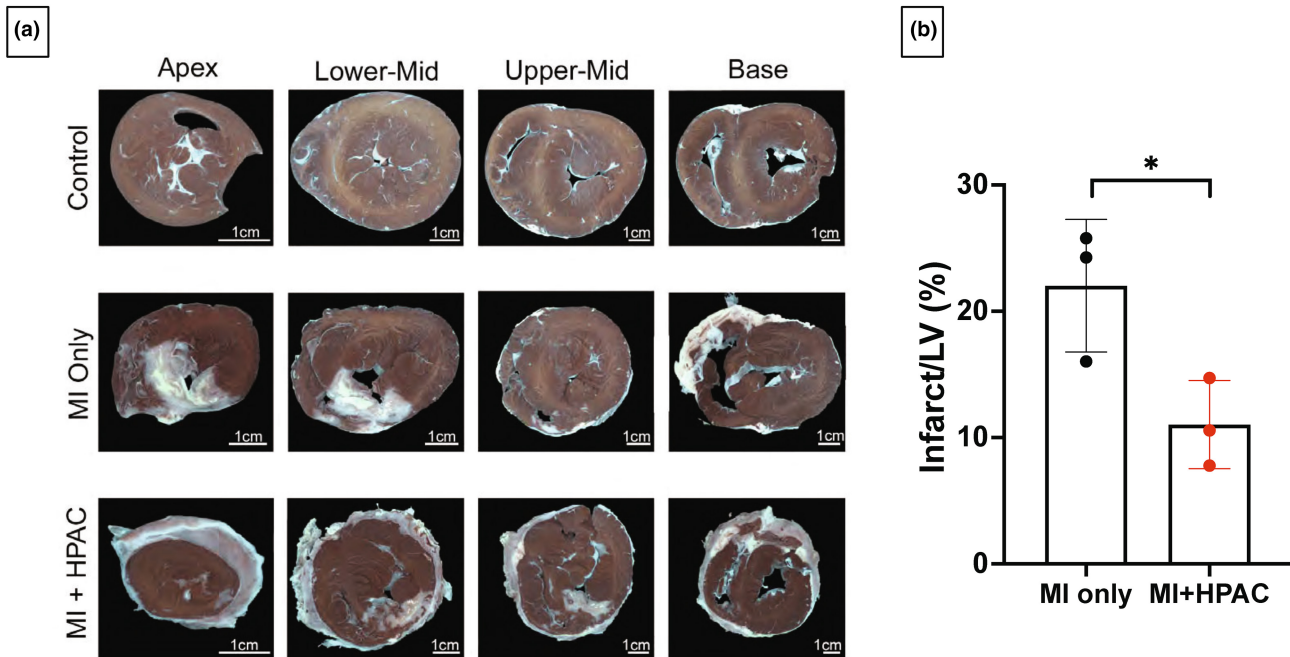 (a)
Apex Lower-Mid Upper-Mid Base
Control
1cm 1cm 1cm 1cm
MI Only
1cm 1cm 1cm 1cm
MI + HPAC
1cm 1cm 1cm 1cm
(b)
*
Infarct/LV (%)
30
20
10
0
MI only MI+HPAC